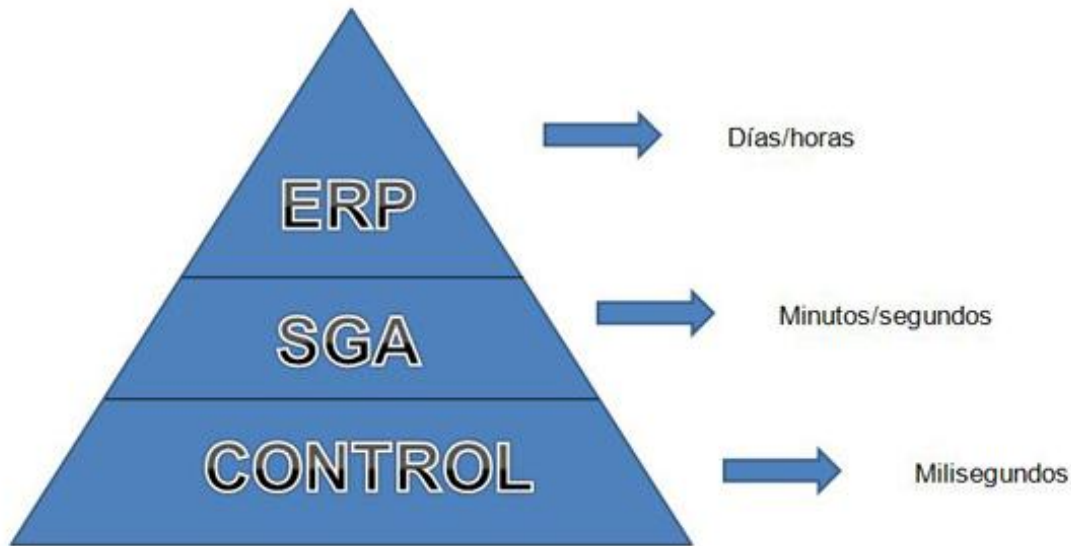 Días/horas
ERP
Minutos/segundos
SGA
CONTROL
Milisegundos